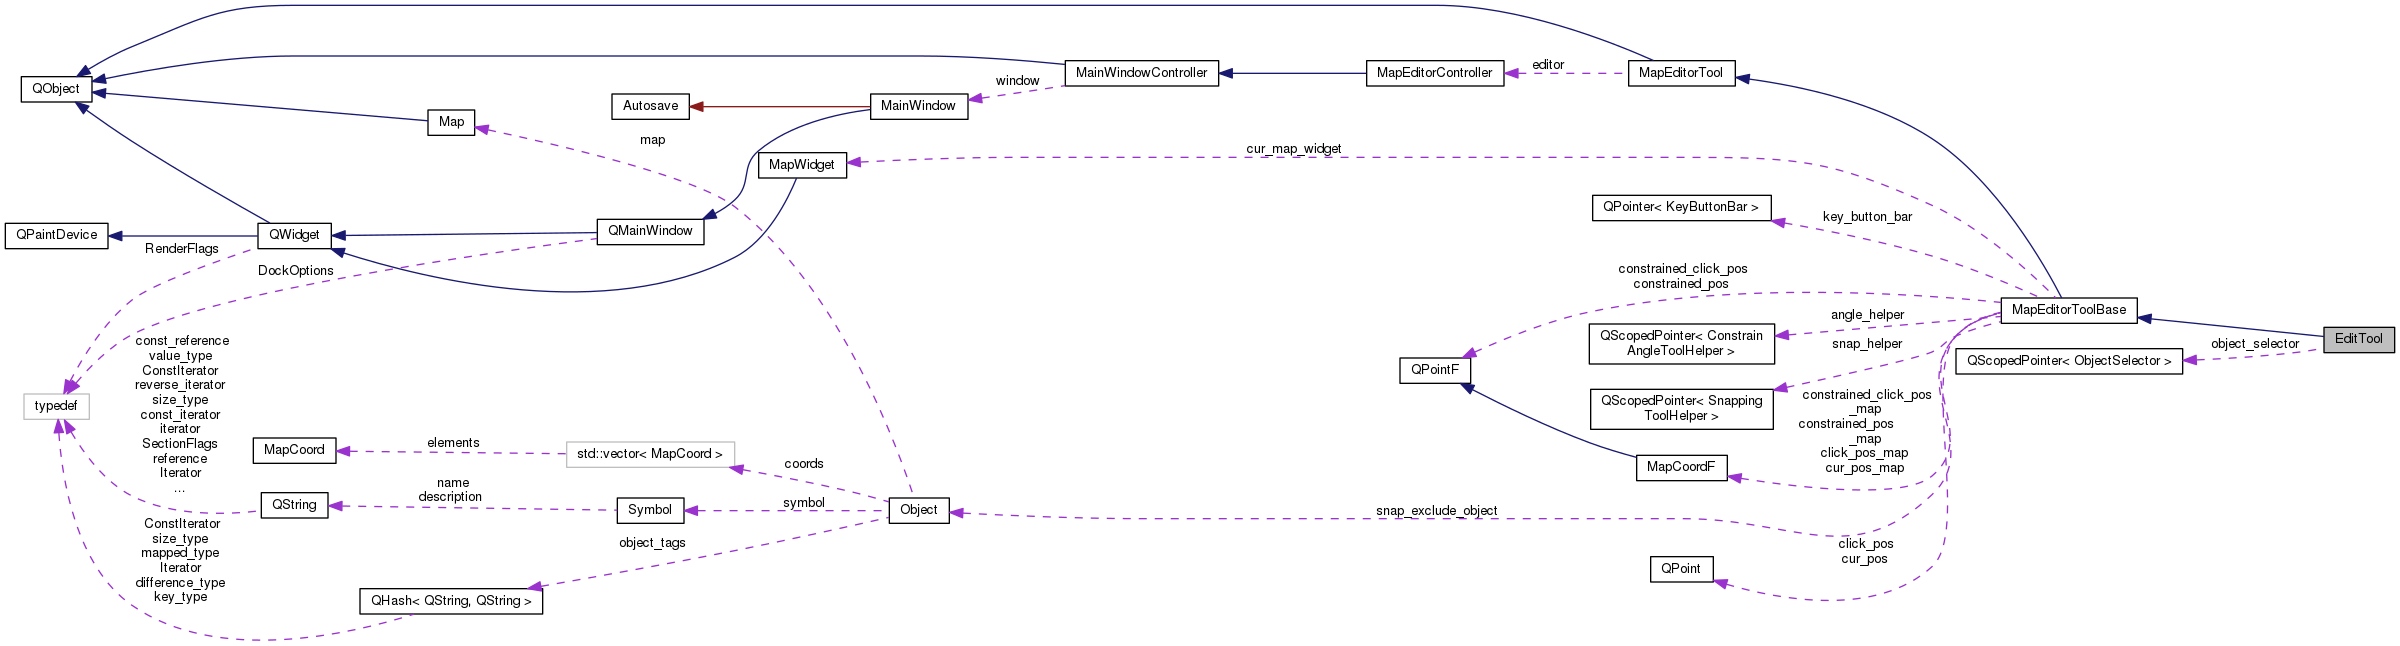 QObject
MainWindowController
MapEditorController
editor
MapEditorTool
window
Autosave
MainWindow
Map
map
MapWidget
cur_map_widget
QPointer< KeyButtonBar >
key_button_bar
QPaintDevice
QWidget
QMainWindow
RenderFlags
DockOptions
constrained_click_pos
constrained_pos
MapEditorToolBase
angle_helper
QScopedPointer< Constrain
AngleToolHelper >
snap_helper
EditTool
object_selector
QScopedPointer< ObjectSelector >
QPointF
const_reference
value_type
ConstIterator
reverse_iterator
size_type
const_iterator
iterator
SectionFlags
reference
Iterator
...
typedef
QScopedPointer< Snapping
ToolHelper >
constrained_click_pos
_map
constrained_pos
_map
click_pos_map
cur_pos_map
MapCoord
elements
std::vector< MapCoord >
coords
MapCoordF
name
description
QString
Symbol
symbol
Object
snap_exclude_object
ConstIterator
size_type
mapped_type
Iterator
difference_type
key_type
object_tags
click_pos
cur_pos
QPoint
QHash< QString, QString >